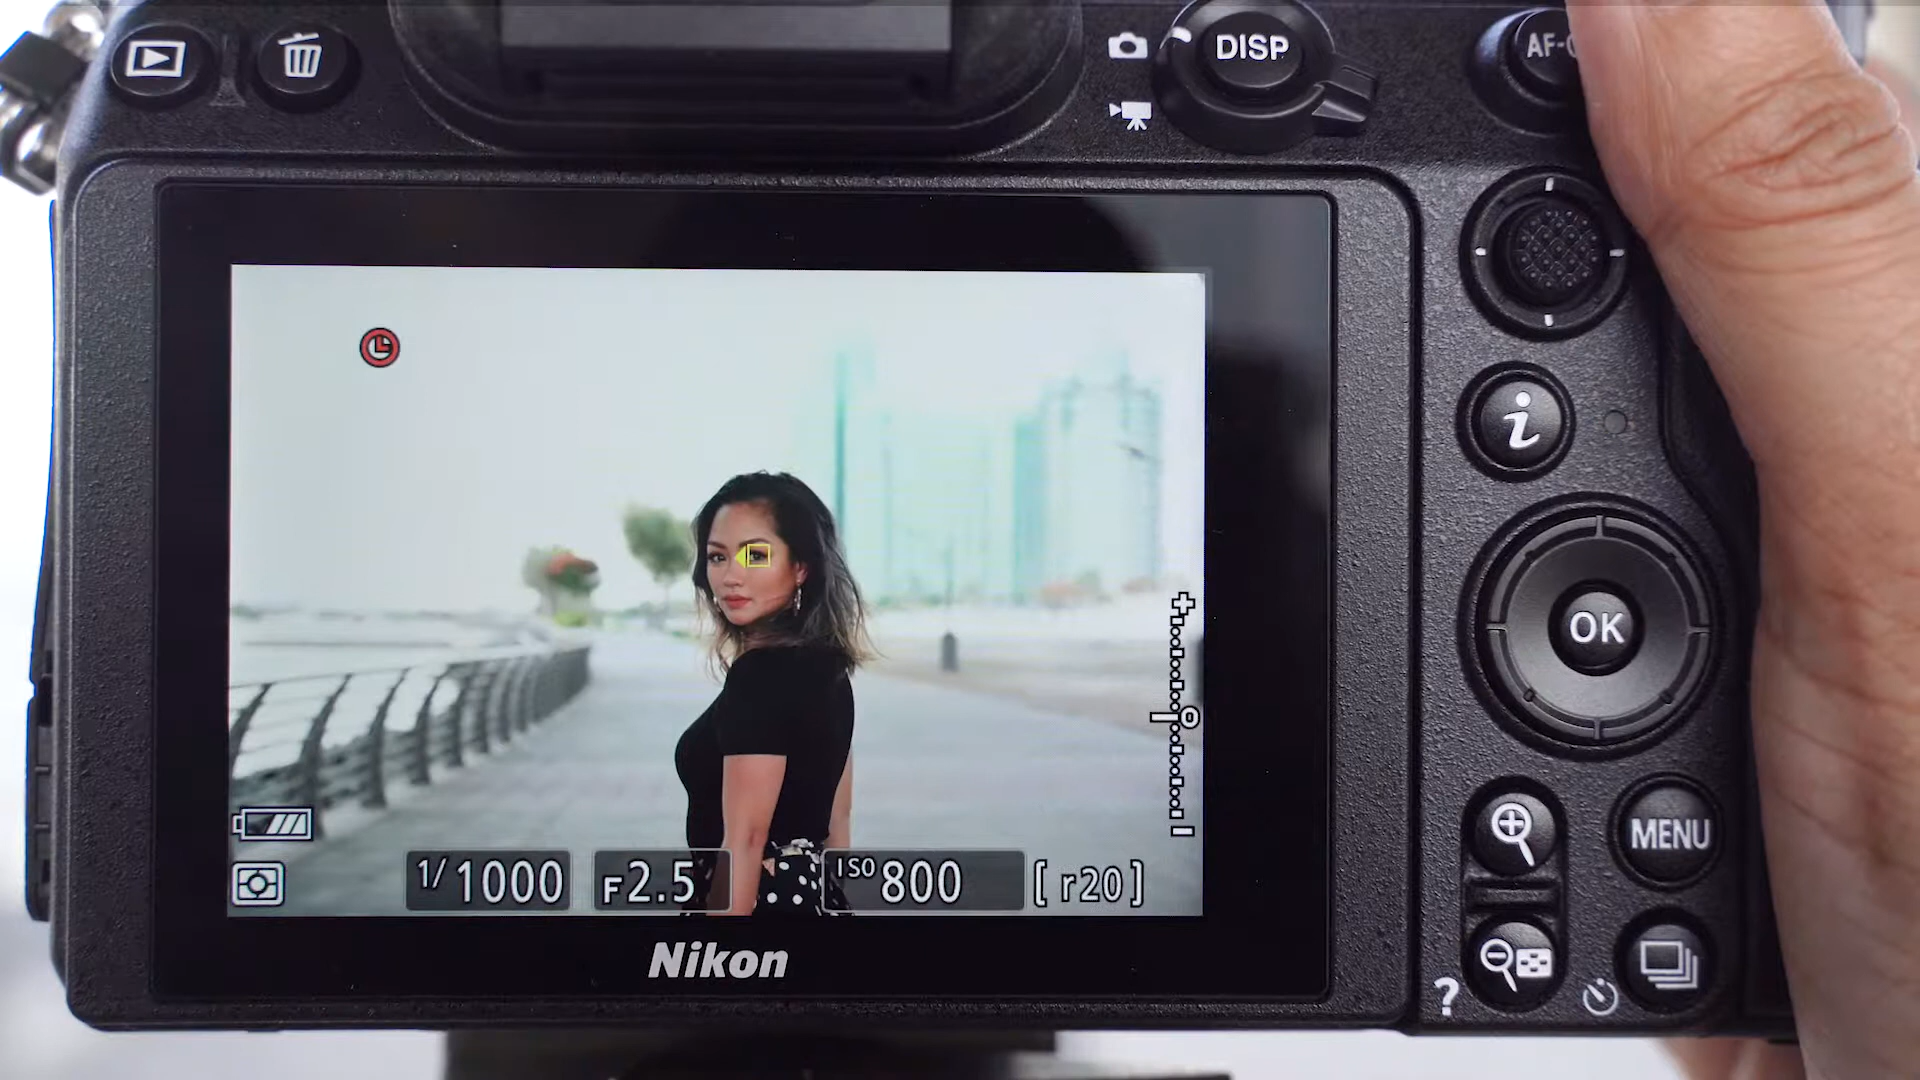 DISP
AF-
i
OK
MENU
1/1000 F2.5 ISO 800 [r20]
Nikon
?